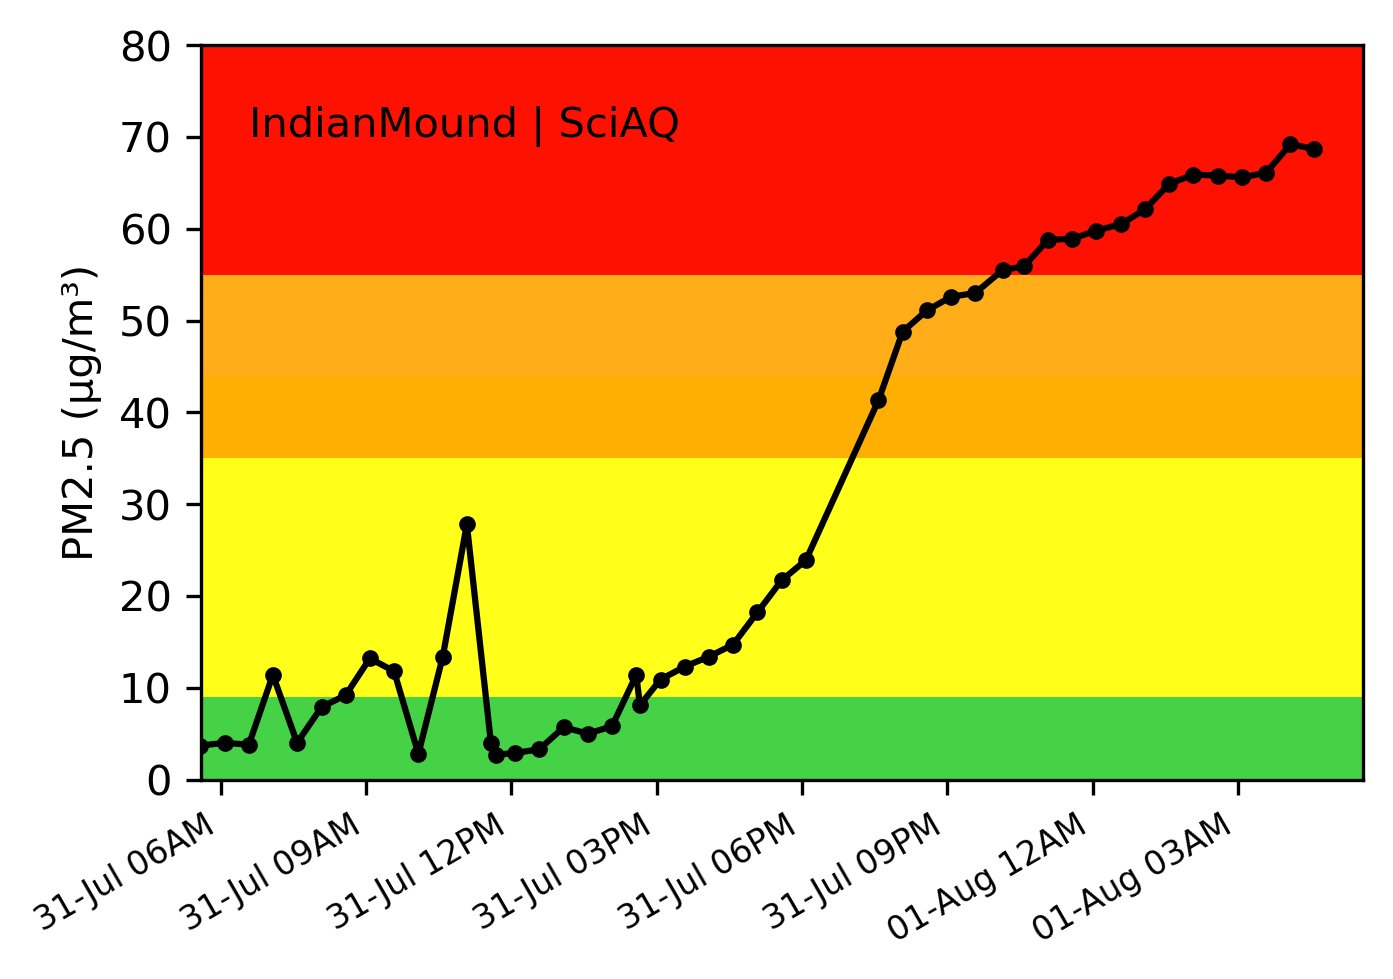 80
IndianMound | SciAQ
70
60
50
40
30
20
10
0
PM2.5 (µg/m³)
31-Jul 06AM
31-Jul 09AM
31-Jul 12PM
31-Jul 03PM
31-Jul 06PM
31-Jul 09PM
01-Aug 12AM
01-Aug 03AM